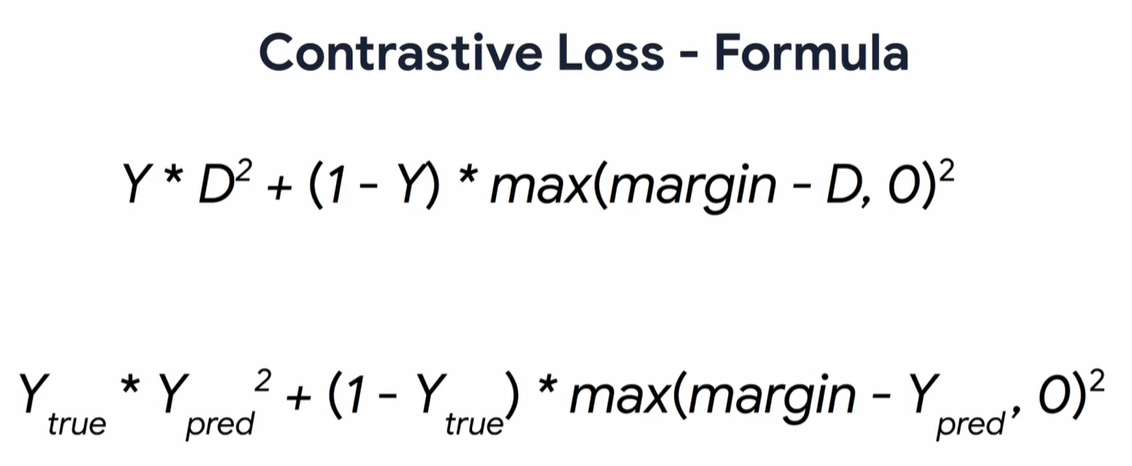 Contrastive Loss - Formula
Y * D² + (1 - Y) * max(margin - D, 0)²
Y_true * Y_pred² + (1 - Y_true) * max(margin - Y_pred, 0)²